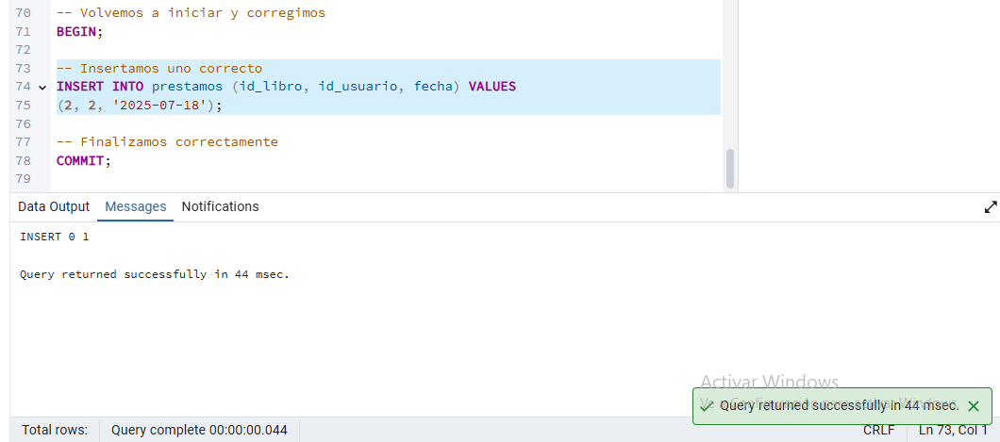 70 -- Volvemos a iniciar y corregimos
71 BEGIN;
72
73 -- Insertamos uno correcto
74 INSERT INTO prestamos (id_libro, id_usuario, fecha) VALUES
75 (2, 2, '2025-07-18');
76
77 -- Finalizamos correctamente
78 COMMIT;
79
Data Output Messages Notifications
INSERT 0 1
Query returned successfully in 44 msec.
Activar Windows
Query returned successfully in 44 msec.
Total rows: Query complete 00:00:00.044 CRLF Ln 73, Col 1